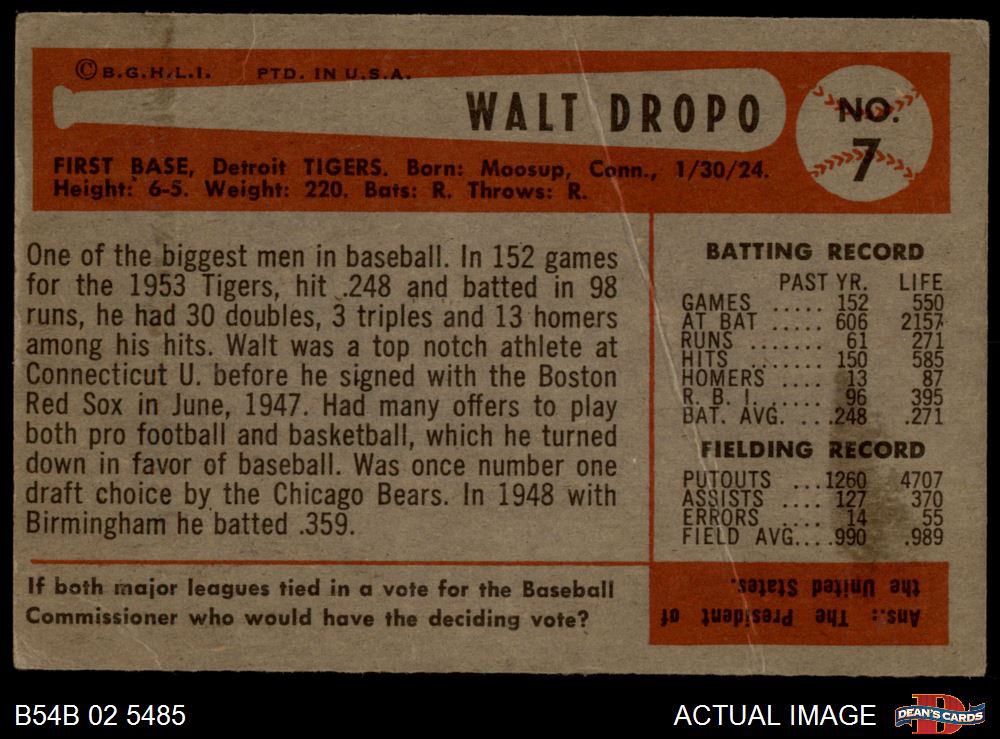 ©B.G.H.L.I. PTD. IN U.S.A.
WALT DROPO
NO.
7
FIRST BASE, Detroit TIGERS. Born: Moosup, Conn., 1/30/24.
Height: 6-5. Weight: 220. Bats: R. Throws: R.
One of the biggest men in baseball. In 152 games
for the 1953 Tigers, hit .248 and batted in 98
runs, he had 30 doubles, 3 triples and 13 homers
among his hits. Walt was a top notch athlete at
Connecticut U. before he signed with the Boston
Red Sox in June, 1947. Had many offers to play
both pro football and basketball, which he turned
down in favor of baseball. Was once number one
draft choice by the Chicago Bears. In 1948 with
Birmingham he batted .359.
BATTING RECORD
PAST YR. LIFE
GAMES ..... 152 550
AT BAT ..... 606 2157
RUNS ....... 61 271
HITS ....... 150 585
HOMERS .... 13 87
R. B. I. ..... 96 395
BAT. AVG. ...248 .271
FIELDING RECORD
PUTOUTS ...1260 4707
ASSISTS .... 127 370
ERRORS .... 14 55
FIELD AVG....990 .989
If both major leagues tied in a vote for the Baseball
Commissioner who would have the deciding vote?
Ans.: The President of
the United States.
B54B 02 5485
ACTUAL IMAGE
D
DEAN'S CARDS